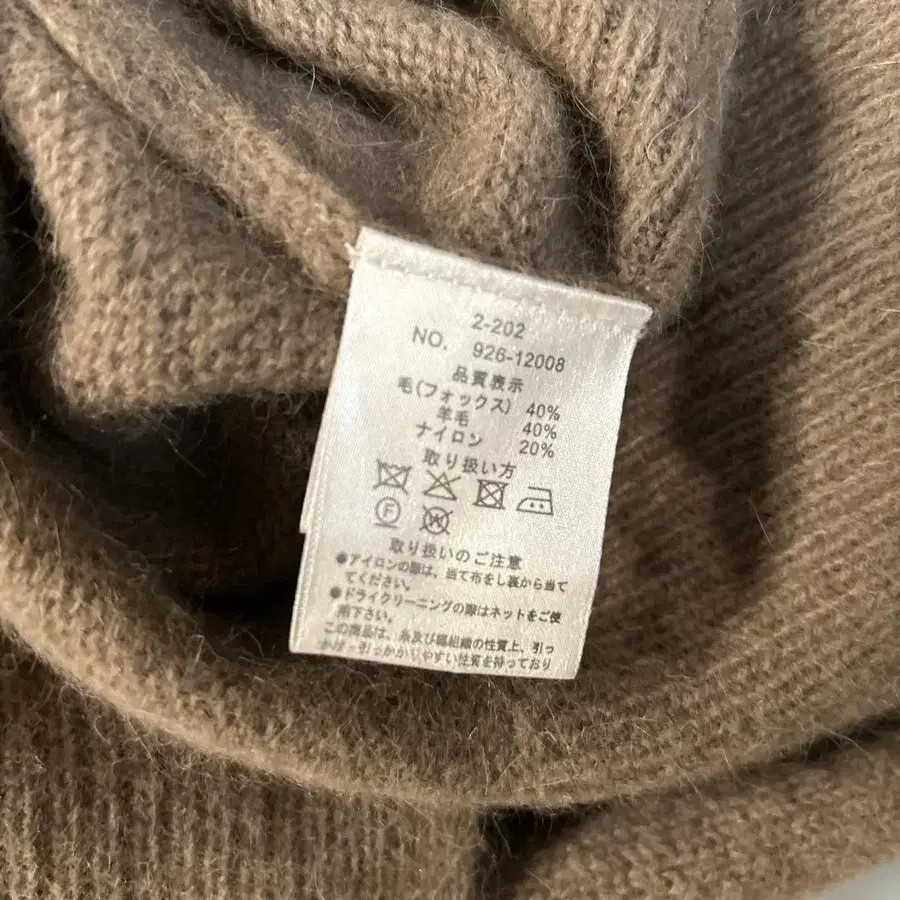 2-202
NO. 926-12008
品質表示
毛(フォックス) 40%
羊毛 40%
ナイロン 20%
取り扱い方
F
W
取り扱いのご注意
●アイロンの際は、当て布をし裏から当て
てください。
●ドライクリーニングの際はネットをご使
用下さい。
この商品は、糸及び編組織の性質上、引っ
かけ・引っかかりやすい性質を持っており